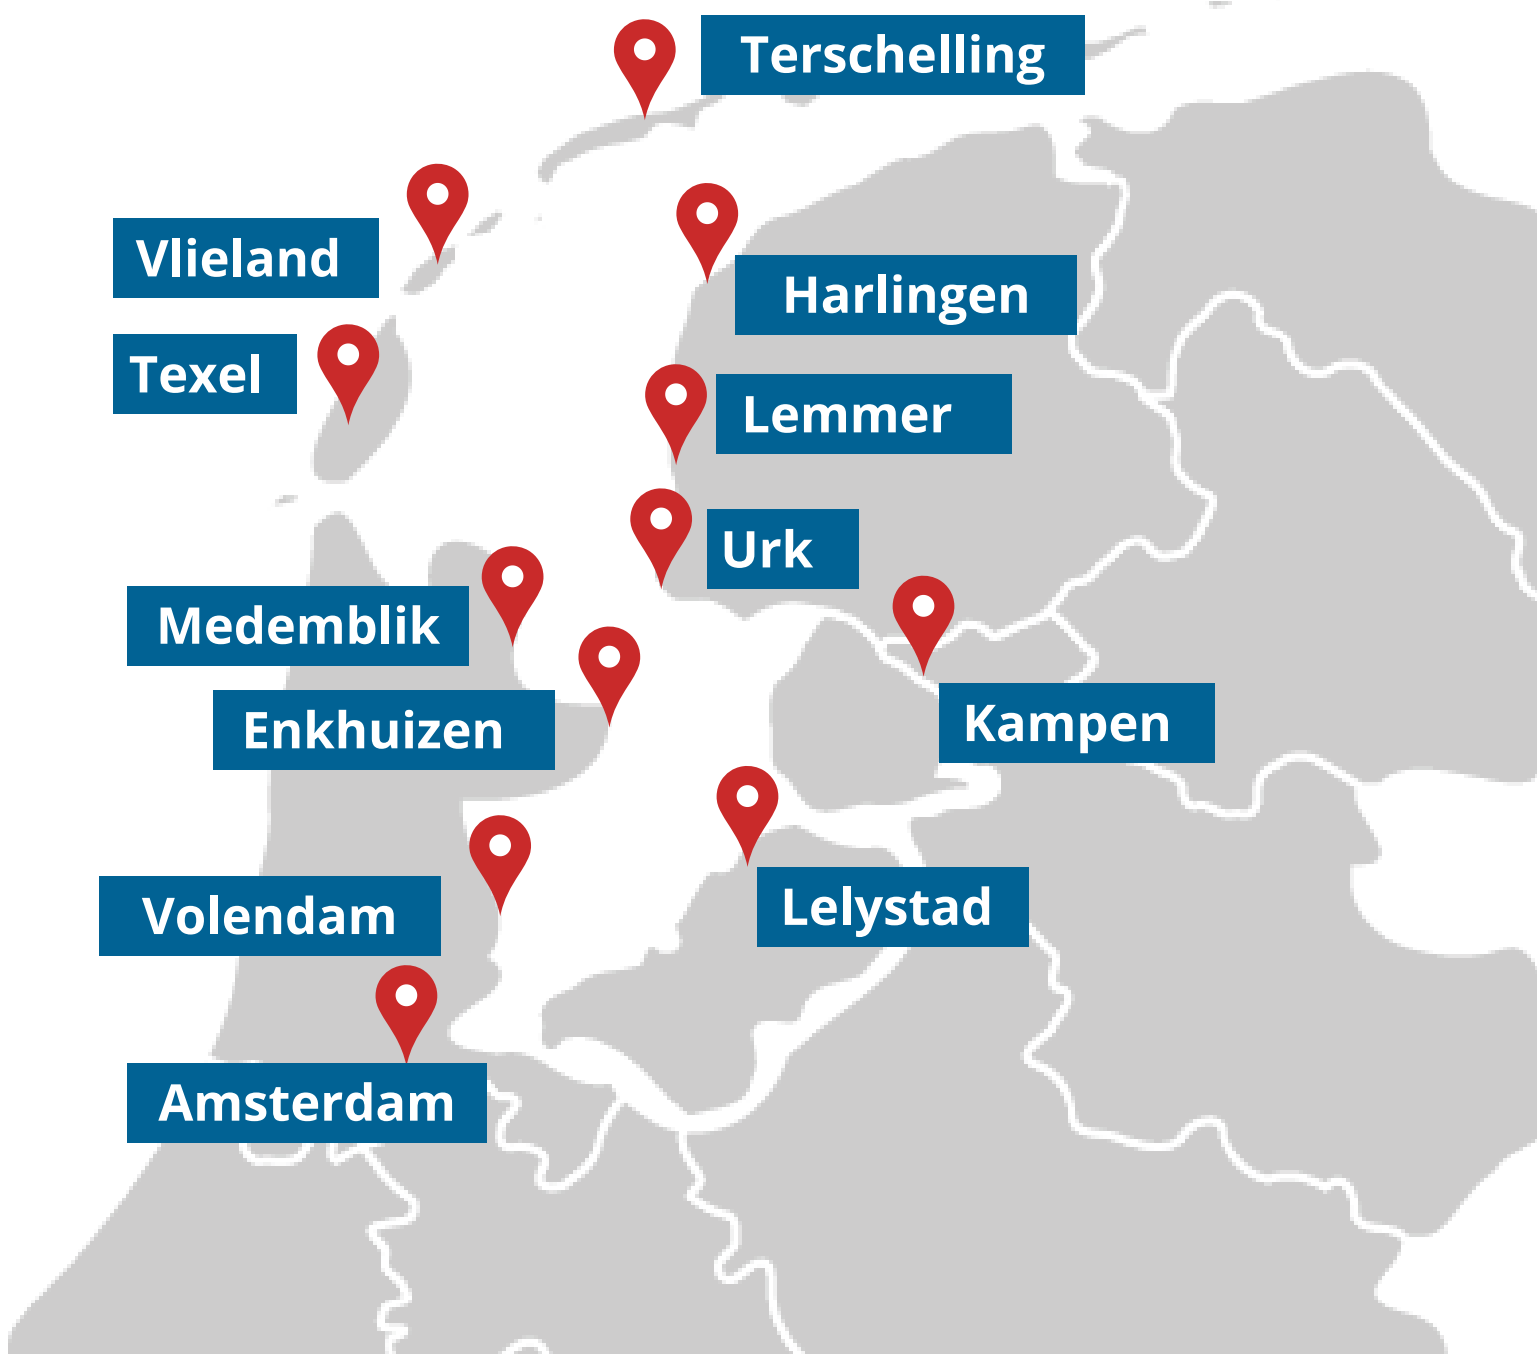 Terschelling
Vlieland
Harlingen
Texel
Lemmer
Urk
Medemblik
Enkhuizen
Kampen
Volendam
Lelystad
Amsterdam